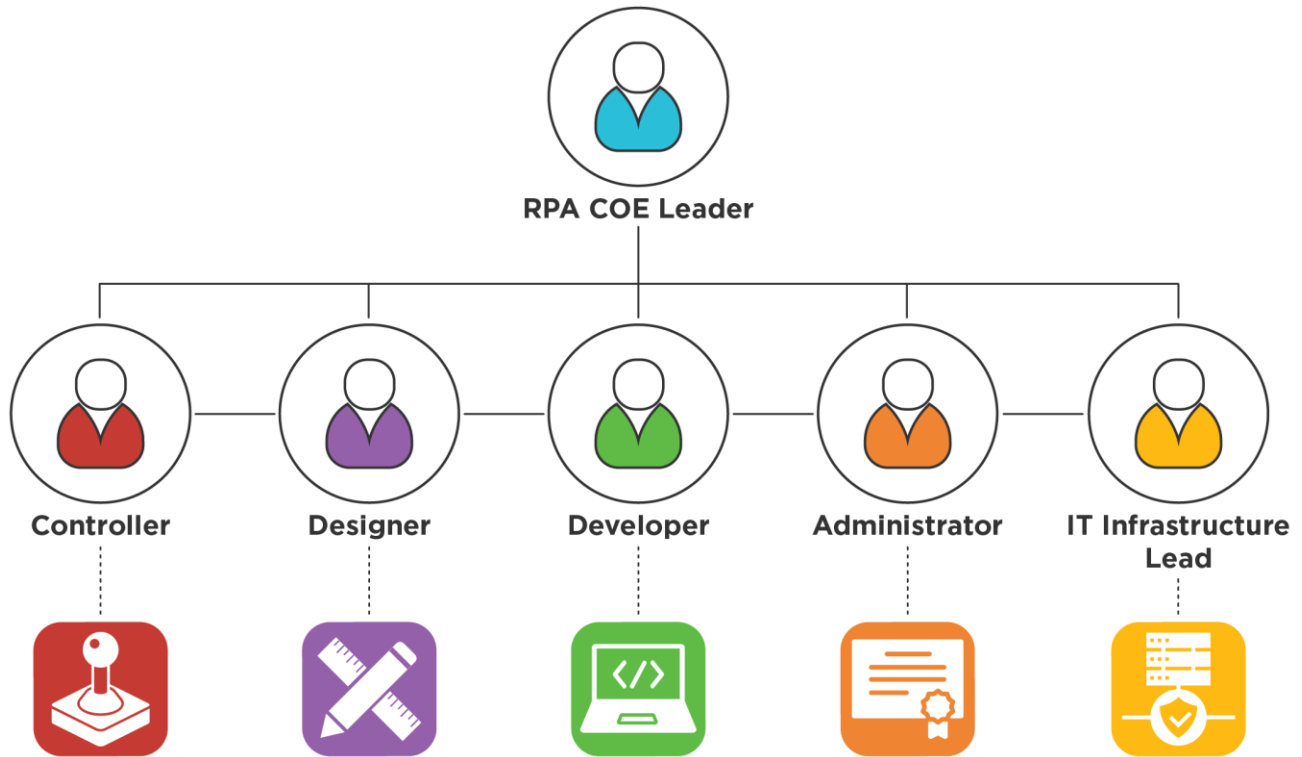 RPA COE Leader
Controller
Designer
Developer
Administrator
IT Infrastructure
Lead
</>